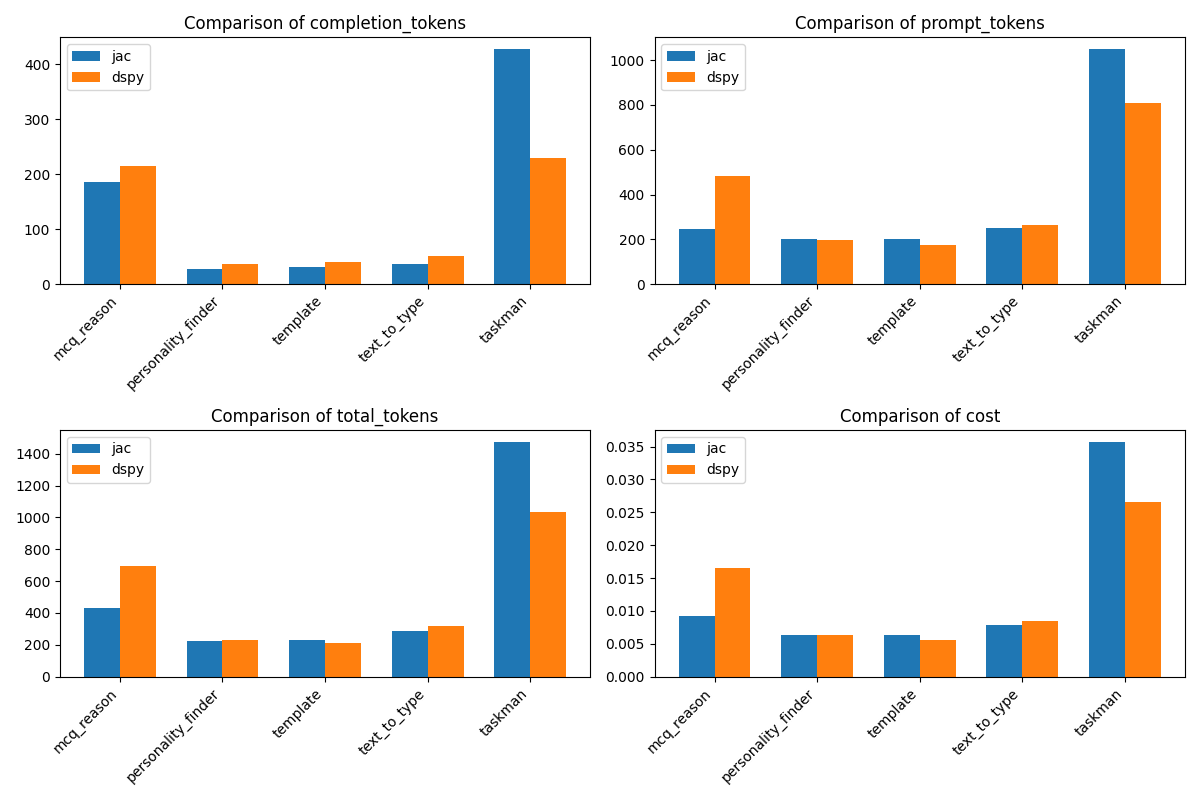 Comparison of completion_tokens
400
300
200
100
0
jac
dspy
mcq_reason
personality_finder
template
text_to_type
taskman
Comparison of prompt_tokens
1000
800
600
400
200
0
jac
dspy
mcq_reason
personality_finder
template
text_to_type
taskman
Comparison of total_tokens
1400
1200
1000
800
600
400
200
0
jac
dspy
mcq_reason
personality_finder
template
text_to_type
taskman
Comparison of cost
0.035
0.030
0.025
0.020
0.015
0.010
0.005
0.000
jac
dspy
mcq_reason
personality_finder
template
text_to_type
taskman